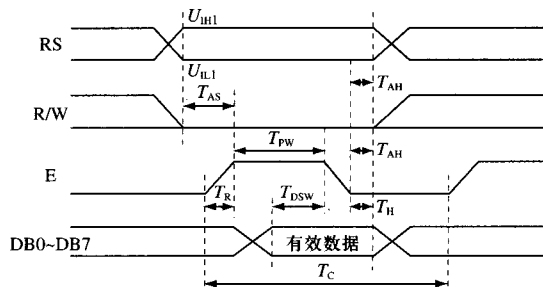 U_IH1
RS
U_IL1
T_AH
R/W
T_AS
T_PW
T_AH
E
T_R
T_DSW
T_H
DB0~DB7
有效数据
T_C